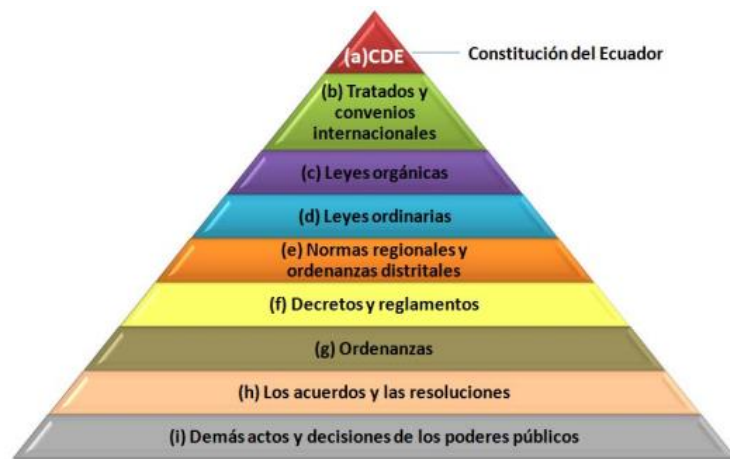 (a)CDE
Constitución del Ecuador
(b) Tratados y
convenios
internacionales
(c) Leyes orgánicas
(d) Leyes ordinarias
(e) Normas regionales y
ordenanzas distritales
(f) Decretos y reglamentos
(g) Ordenanzas
(h) Los acuerdos y las resoluciones
(i) Demás actos y decisiones de los poderes públicos